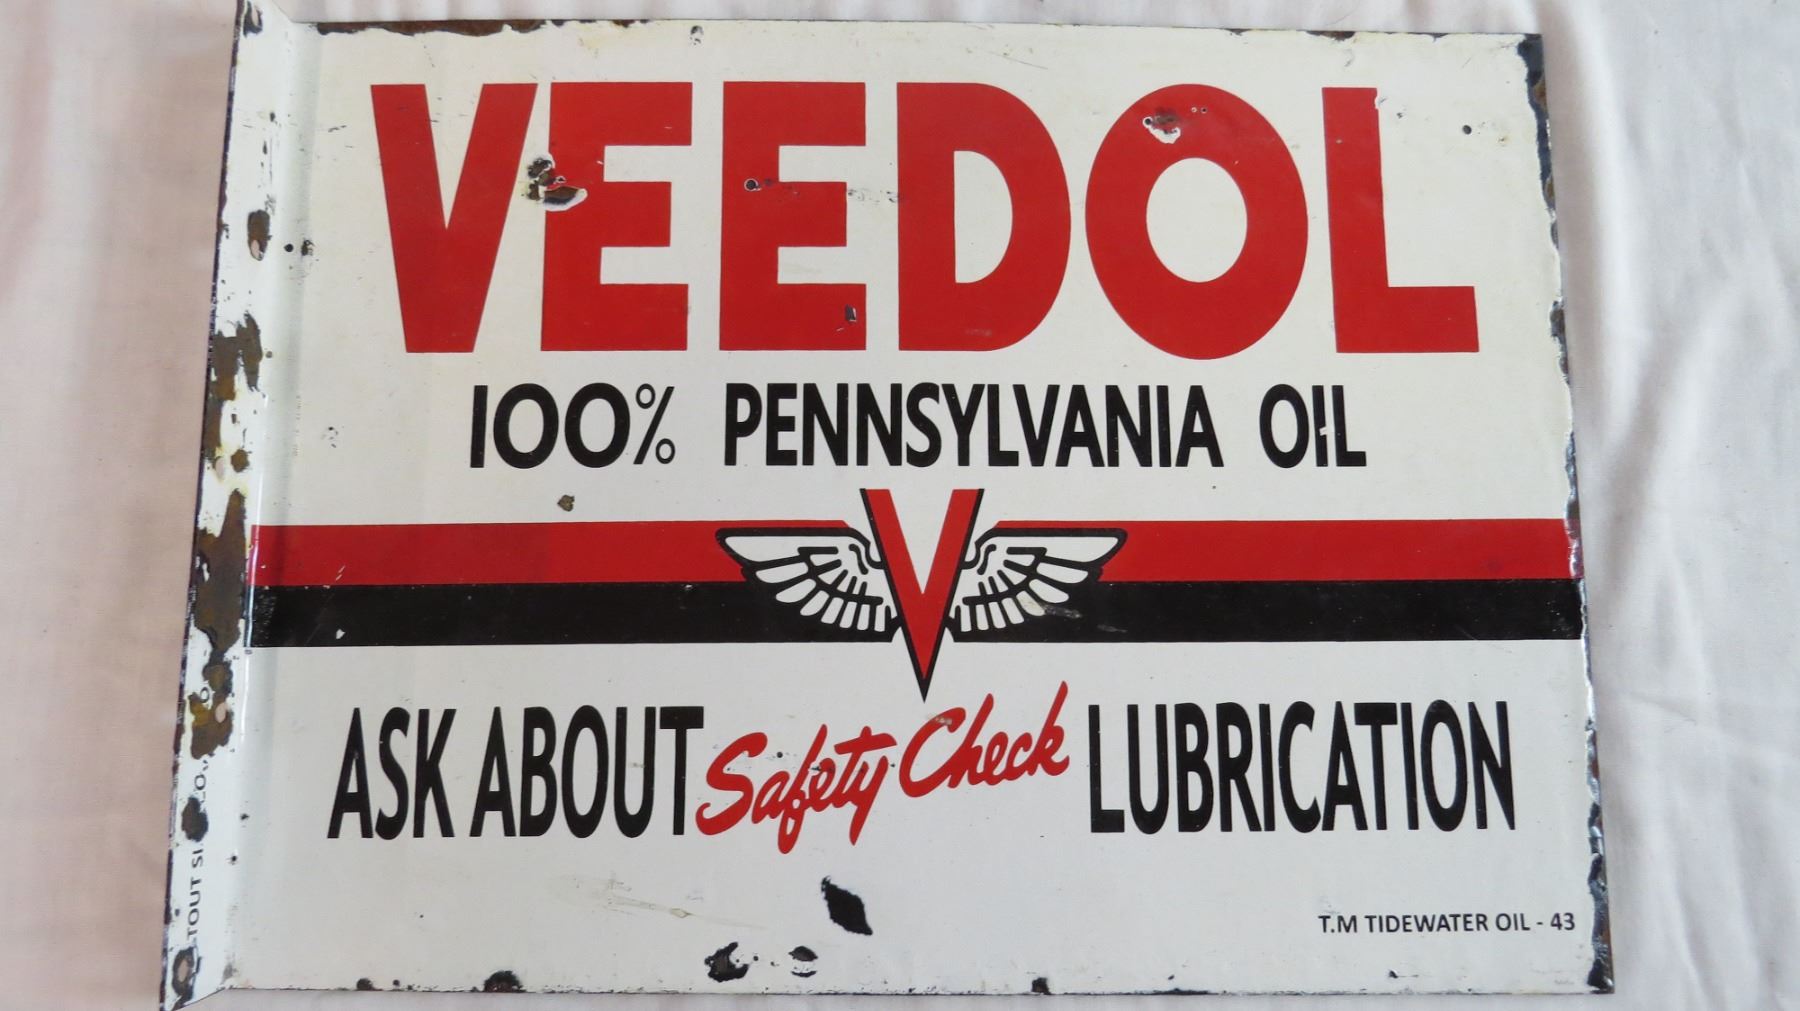 VEEDOL
100% PENNSYLVANIA OIL
V
ASK ABOUT Safety Check LUBRICATION
T.M TIDEWATER OIL - 43